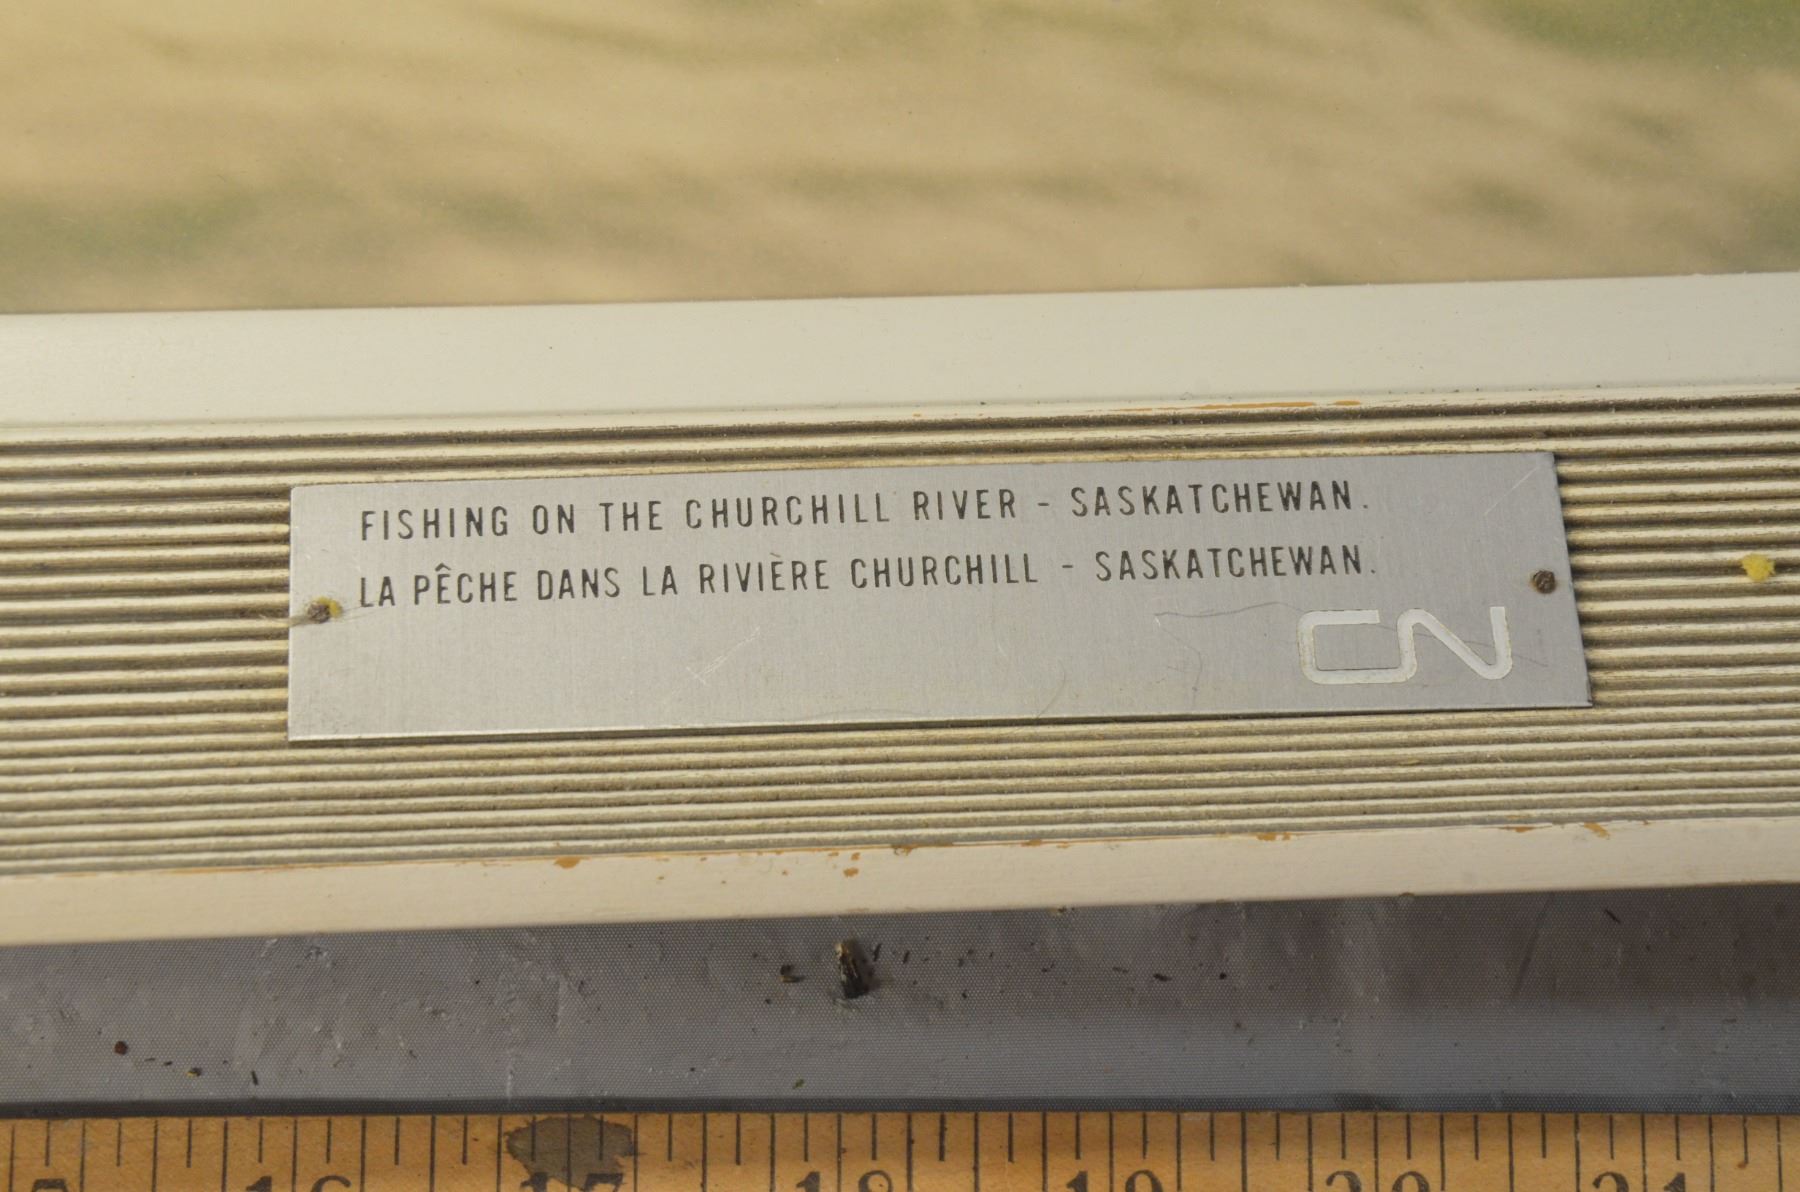 FISHING ON THE CHURCHILL RIVER - SASKATCHEWAN.
LA PÊCHE DANS LA RIVIÈRE CHURCHILL - SASKATCHEWAN.
CN
5 16 17 18 19 20 21